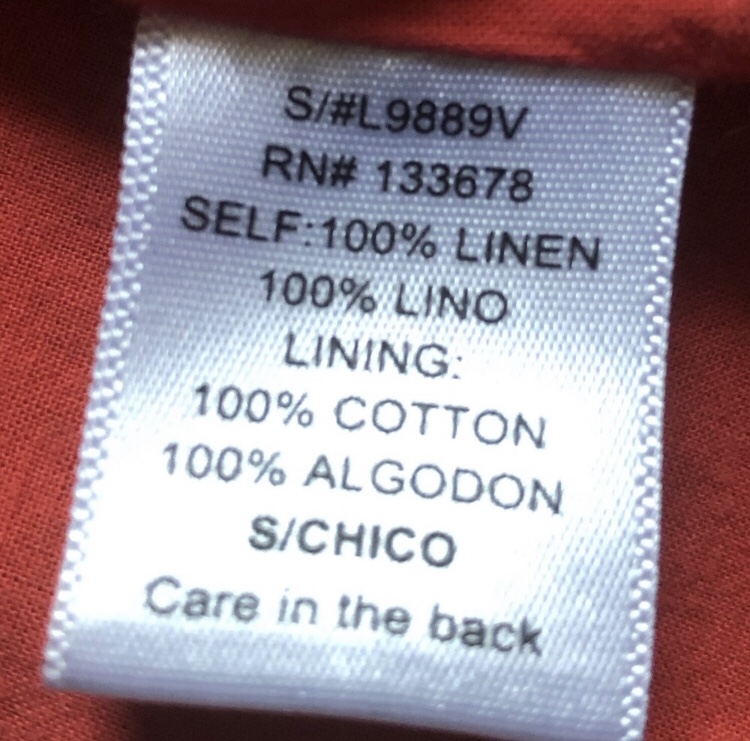 S/#L9889V
RN# 133678
SELF:100% LINEN
100% LINO
LINING:
100% COTTON
100% ALGODON
S/CHICO
Care in the back